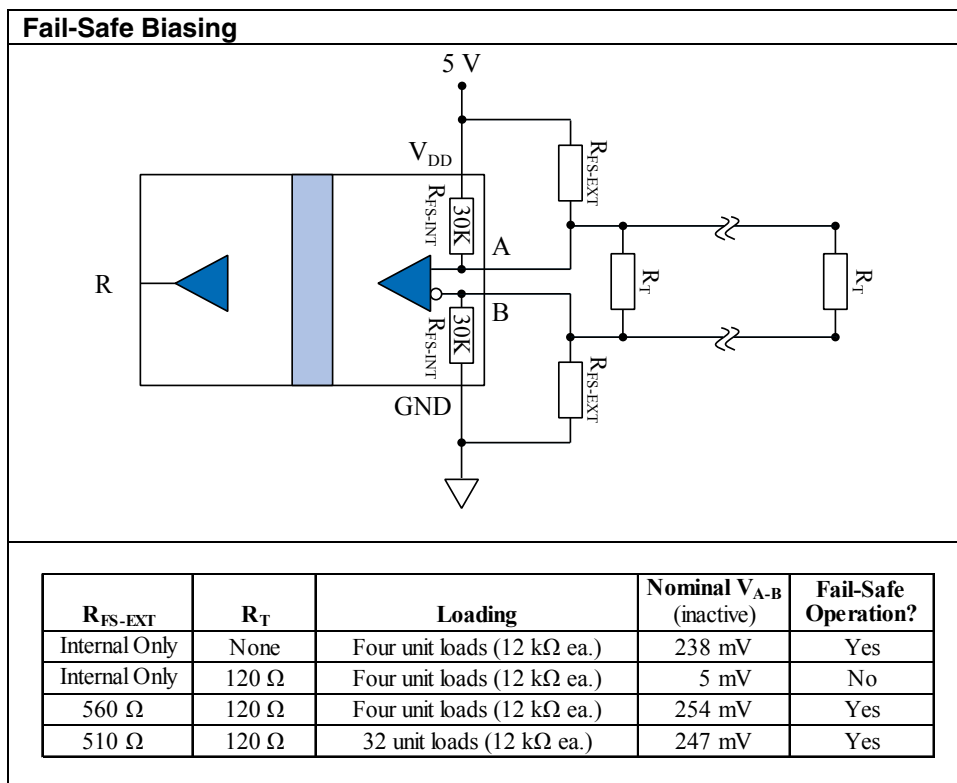 Fail-Safe Biasing
5 V
V_DD
R_FS-INT
30K
A
R_FS-EXT
R
R_T
R_T
B
30K
R_FS-INT
R_FS-EXT
GND
R_FS-EXT R_T Loading Nominal V_A-B (inactive) Fail-Safe Operation?
Internal Only None Four unit loads (12 kΩ ea.) 238 mV Yes
Internal Only 120 Ω Four unit loads (12 kΩ ea.) 5 mV No
560 Ω 120 Ω Four unit loads (12 kΩ ea.) 254 mV Yes
510 Ω 120 Ω 32 unit loads (12 kΩ ea.) 247 mV Yes